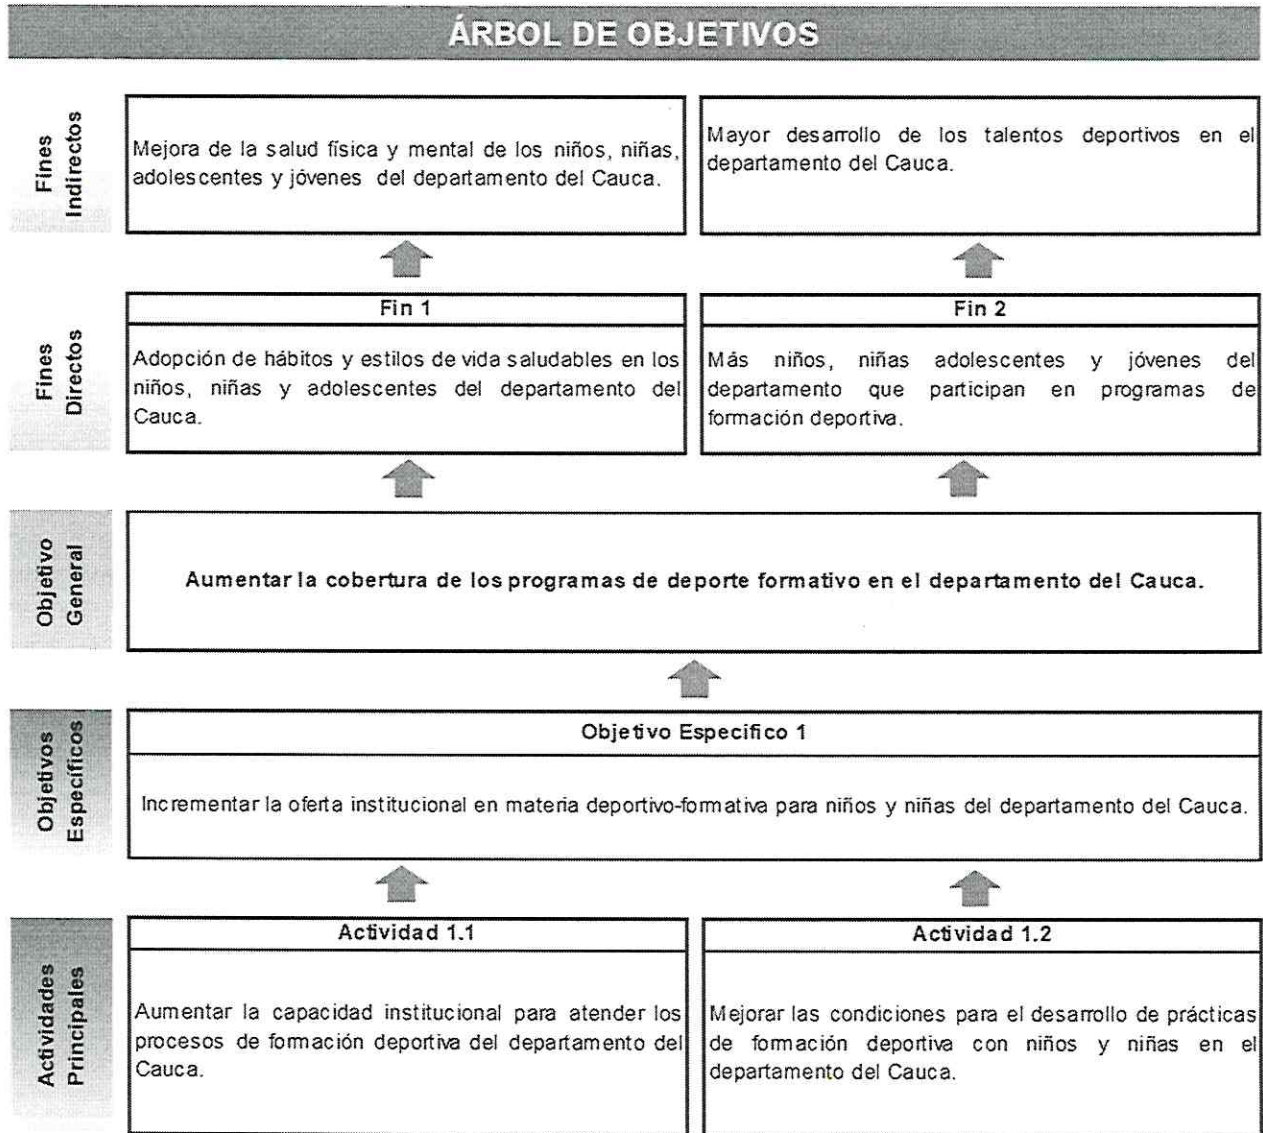 ÁRBOL DE OBJETIVOS
Fines
Indirectos
Mejora de la salud física y mental de los niños, niñas,
adolescentes y jóvenes del departamento del Cauca.
Mayor desarrollo de los talentos deportivos en el
departamento del Cauca.
Fines
Directos
Fin 1
Adopción de hábitos y estilos de vida saludables en los
niños, niñas y adolescentes del departamento del
Cauca.
Fin 2
Más niños, niñas adolescentes y jóvenes del
departamento que participan en programas de
formación deportiva.
Objetivo
General
Aumentar la cobertura de los programas de deporte formativo en el departamento del Cauca.
Objetivos
Específicos
Objetivo Especifico 1
Incrementar la oferta institucional en materia deportivo-formativa para niños y niñas del departamento del Cauca.
Actividades
Principales
Actividad 1.1
Aumentar la capacidad institucional para atender los
procesos de formación deportiva del departamento del
Cauca.
Actividad 1.2
Mejorar las condiciones para el desarrollo de prácticas
de formación deportiva con niños y niñas en el
departamento del Cauca.